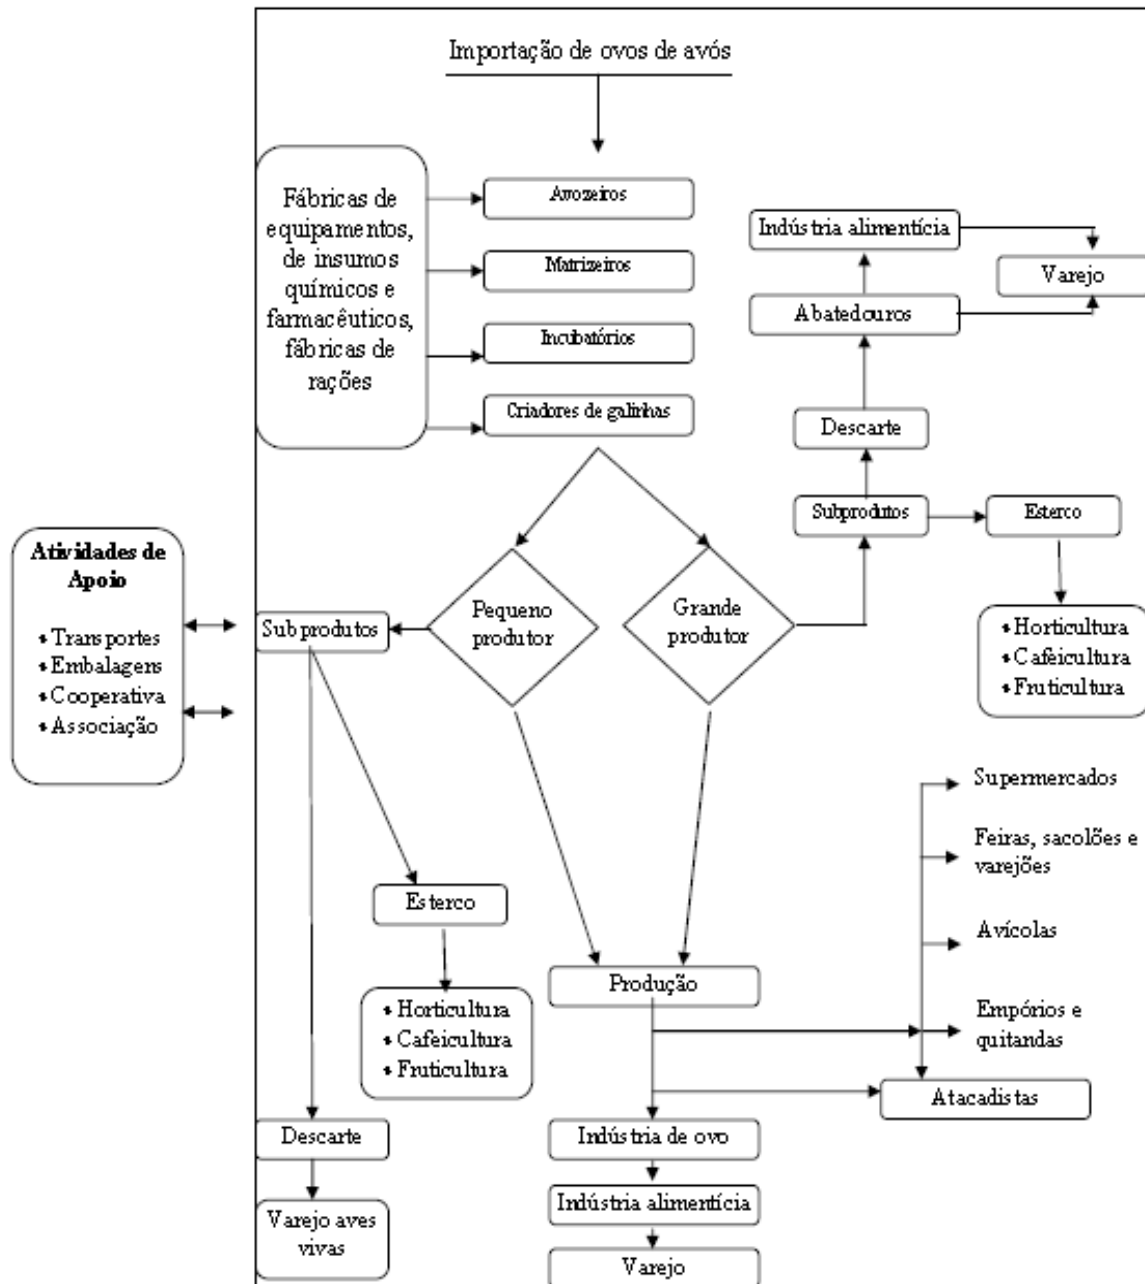 Importação de ovos de avós
Fábricas de
equipamentos,
de insumos
químicos e
farmacêuticos,
fábricas de
rações
Avozeiros
Matrizeiros
Incubatórios
Criadores de galinhas
Indústria alimentícia
Varejo
Abatedouros
Descarte
Subprodutos
Esterco
• Horticultura
• Cafeicultura
• Fruticultura
Atividades de
Apoio
• Transportes
• Embalagens
• Cooperativa
• Associação
Subprodutos
Pequeno
produtor
Grande
produtor
Supermercados
Feiras, sacolões e
varejões
Avícolas
Empórios e
quitandas
Atacadistas
Esterco
• Horticultura
• Cafeicultura
• Fruticultura
Produção
Descarte
Varejo aves
vivas
Indústria de ovo
Indústria alimentícia
Varejo